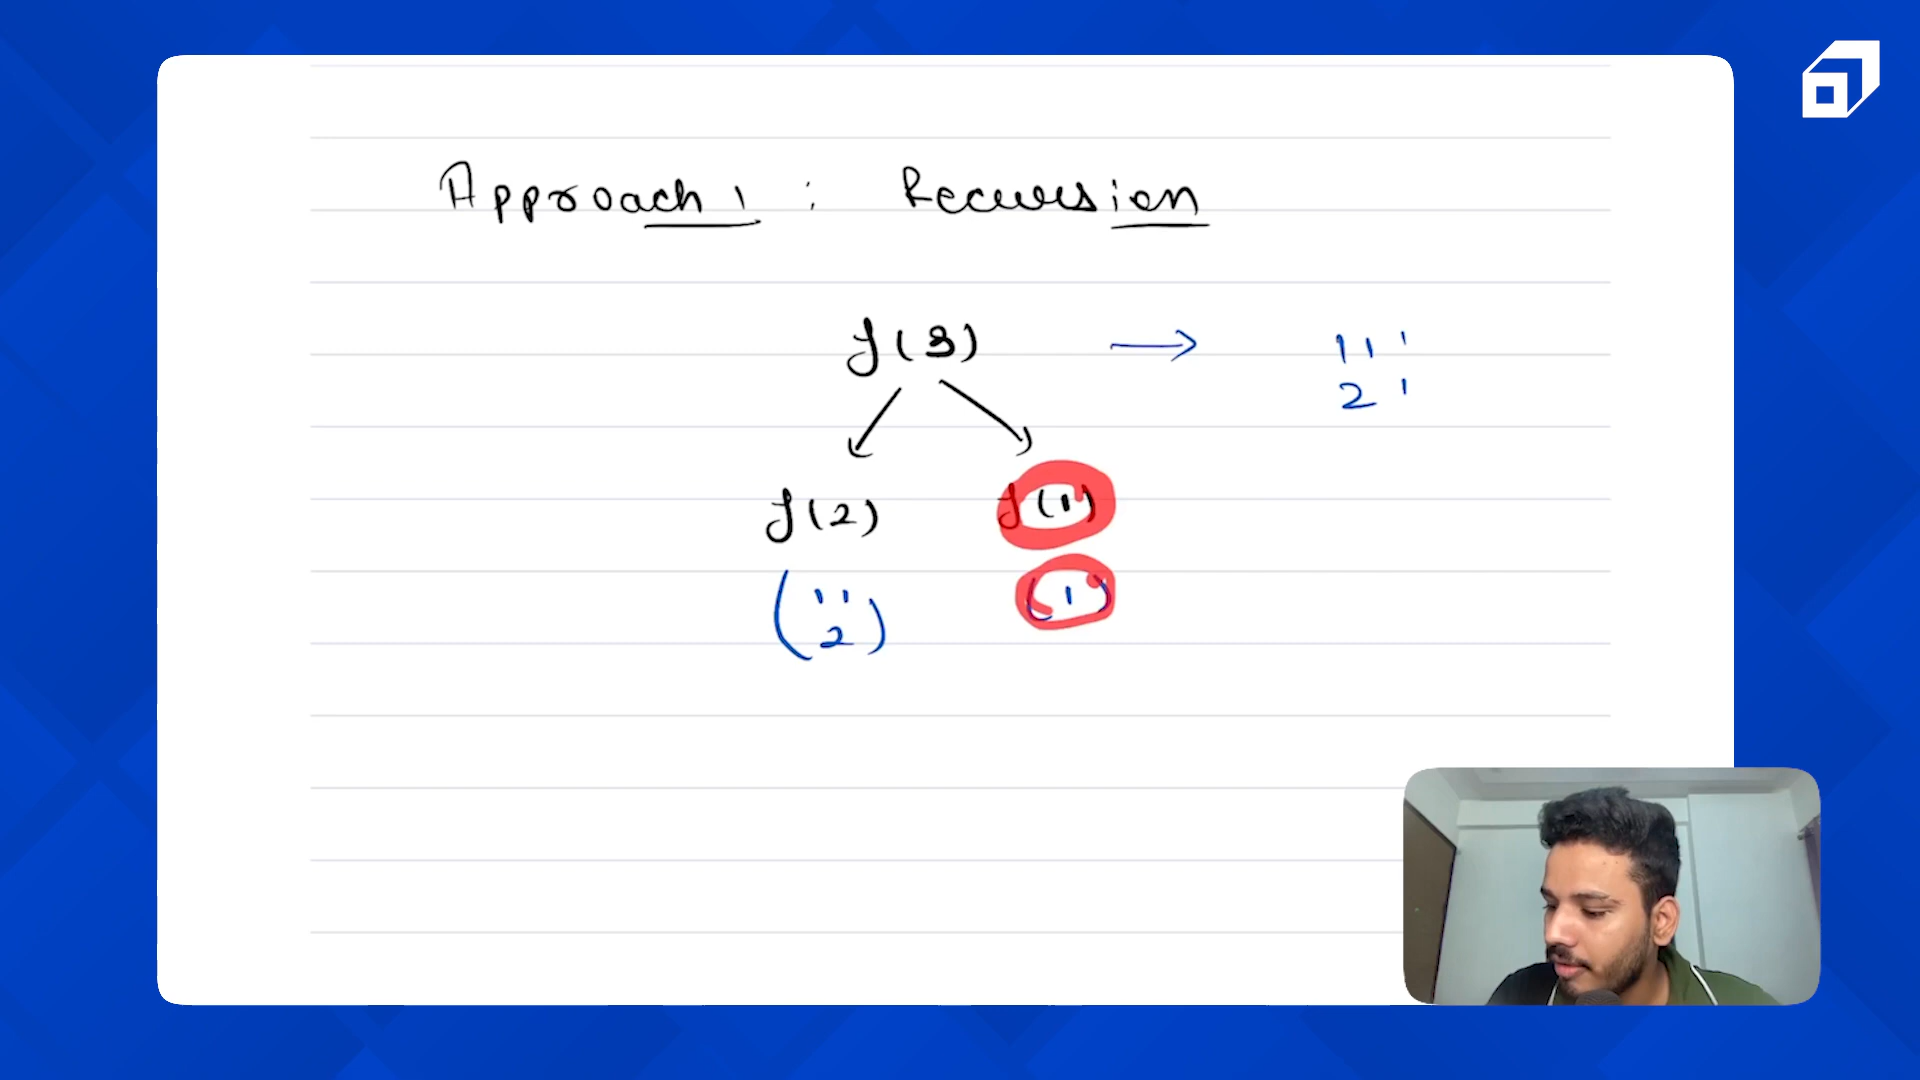 Approach 1 : Recursion
f(3) → 1 1 1
2 1
f(2) f(1)
(1 1 (1)
2)